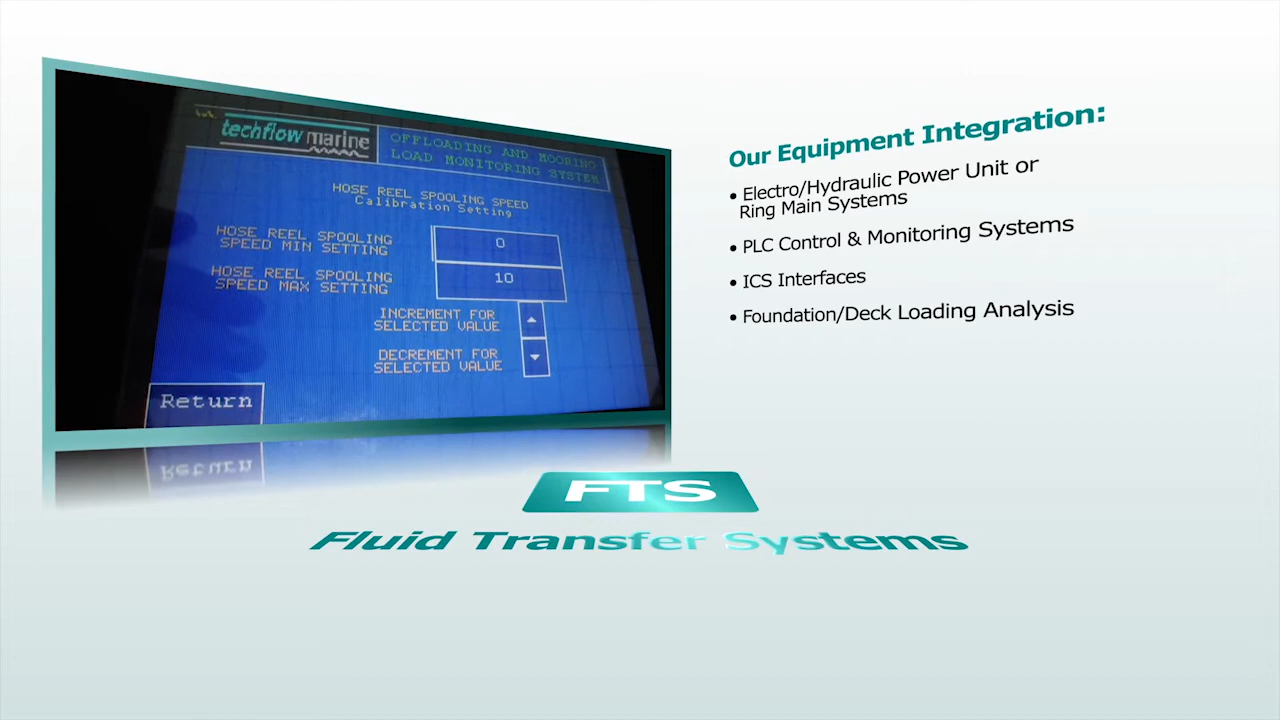 techflow marine
OFFLOADING AND MOORING
LOAD MONITORING SYSTEM
HOSE REEL SPOOLING SPEED
Calibration Setting
HOSE REEL SPOOLING
SPEED MIN SETTING
0
HOSE REEL SPOOLING
SPEED MAX SETTING
10
INCREMENT FOR
SELECTED VALUE
DECREMENT FOR
SELECTED VALUE
Return
Our Equipment Integration:
• Electro/Hydraulic Power Unit or
Ring Main Systems
• PLC Control & Monitoring Systems
• ICS Interfaces
• Foundation/Deck Loading Analysis
FTS
Fluid Transfer Systems